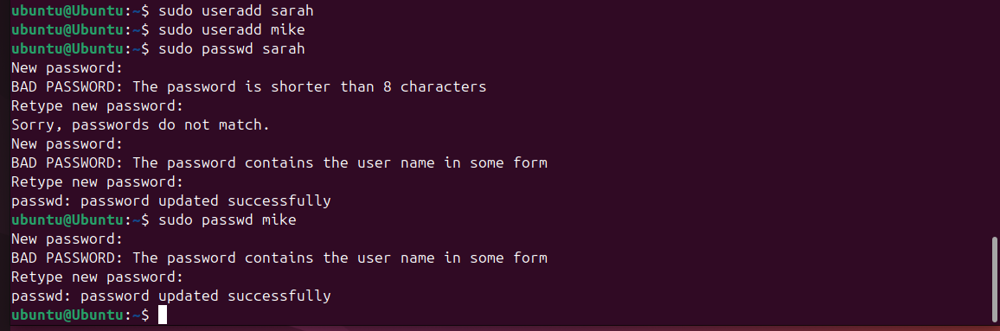 ubuntu@Ubuntu:~$ sudo useradd sarah
ubuntu@Ubuntu:~$ sudo useradd mike
ubuntu@Ubuntu:~$ sudo passwd sarah
New password:
BAD PASSWORD: The password is shorter than 8 characters
Retype new password:
Sorry, passwords do not match.
New password:
BAD PASSWORD: The password contains the user name in some form
Retype new password:
passwd: password updated successfully
ubuntu@Ubuntu:~$ sudo passwd mike
New password:
BAD PASSWORD: The password contains the user name in some form
Retype new password:
passwd: password updated successfully
ubuntu@Ubuntu:~$